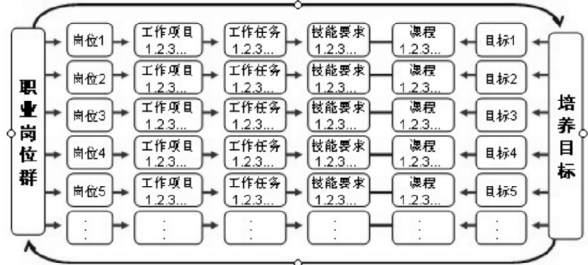 职业岗位群
岗位1
工作项目
1.2.3...
工作任务
1.2.3...
技能要求
1.2.3...
课程
1.2.3...
目标1
岗位2
工作项目
1.2.3...
工作任务
1.2.3...
技能要求
1.2.3...
课程
1.2.3...
目标2
岗位3
工作项目
1.2.3...
工作任务
1.2.3...
技能要求
1.2.3...
课程
1.2.3...
目标3
岗位4
工作项目
1.2.3...
工作任务
1.2.3...
技能要求
1.2.3...
课程
1.2.3...
目标4
岗位5
工作项目
1.2.3...
工作任务
1.2.3...
技能要求
1.2.3...
课程
1.2.3...
目标5
培养目标